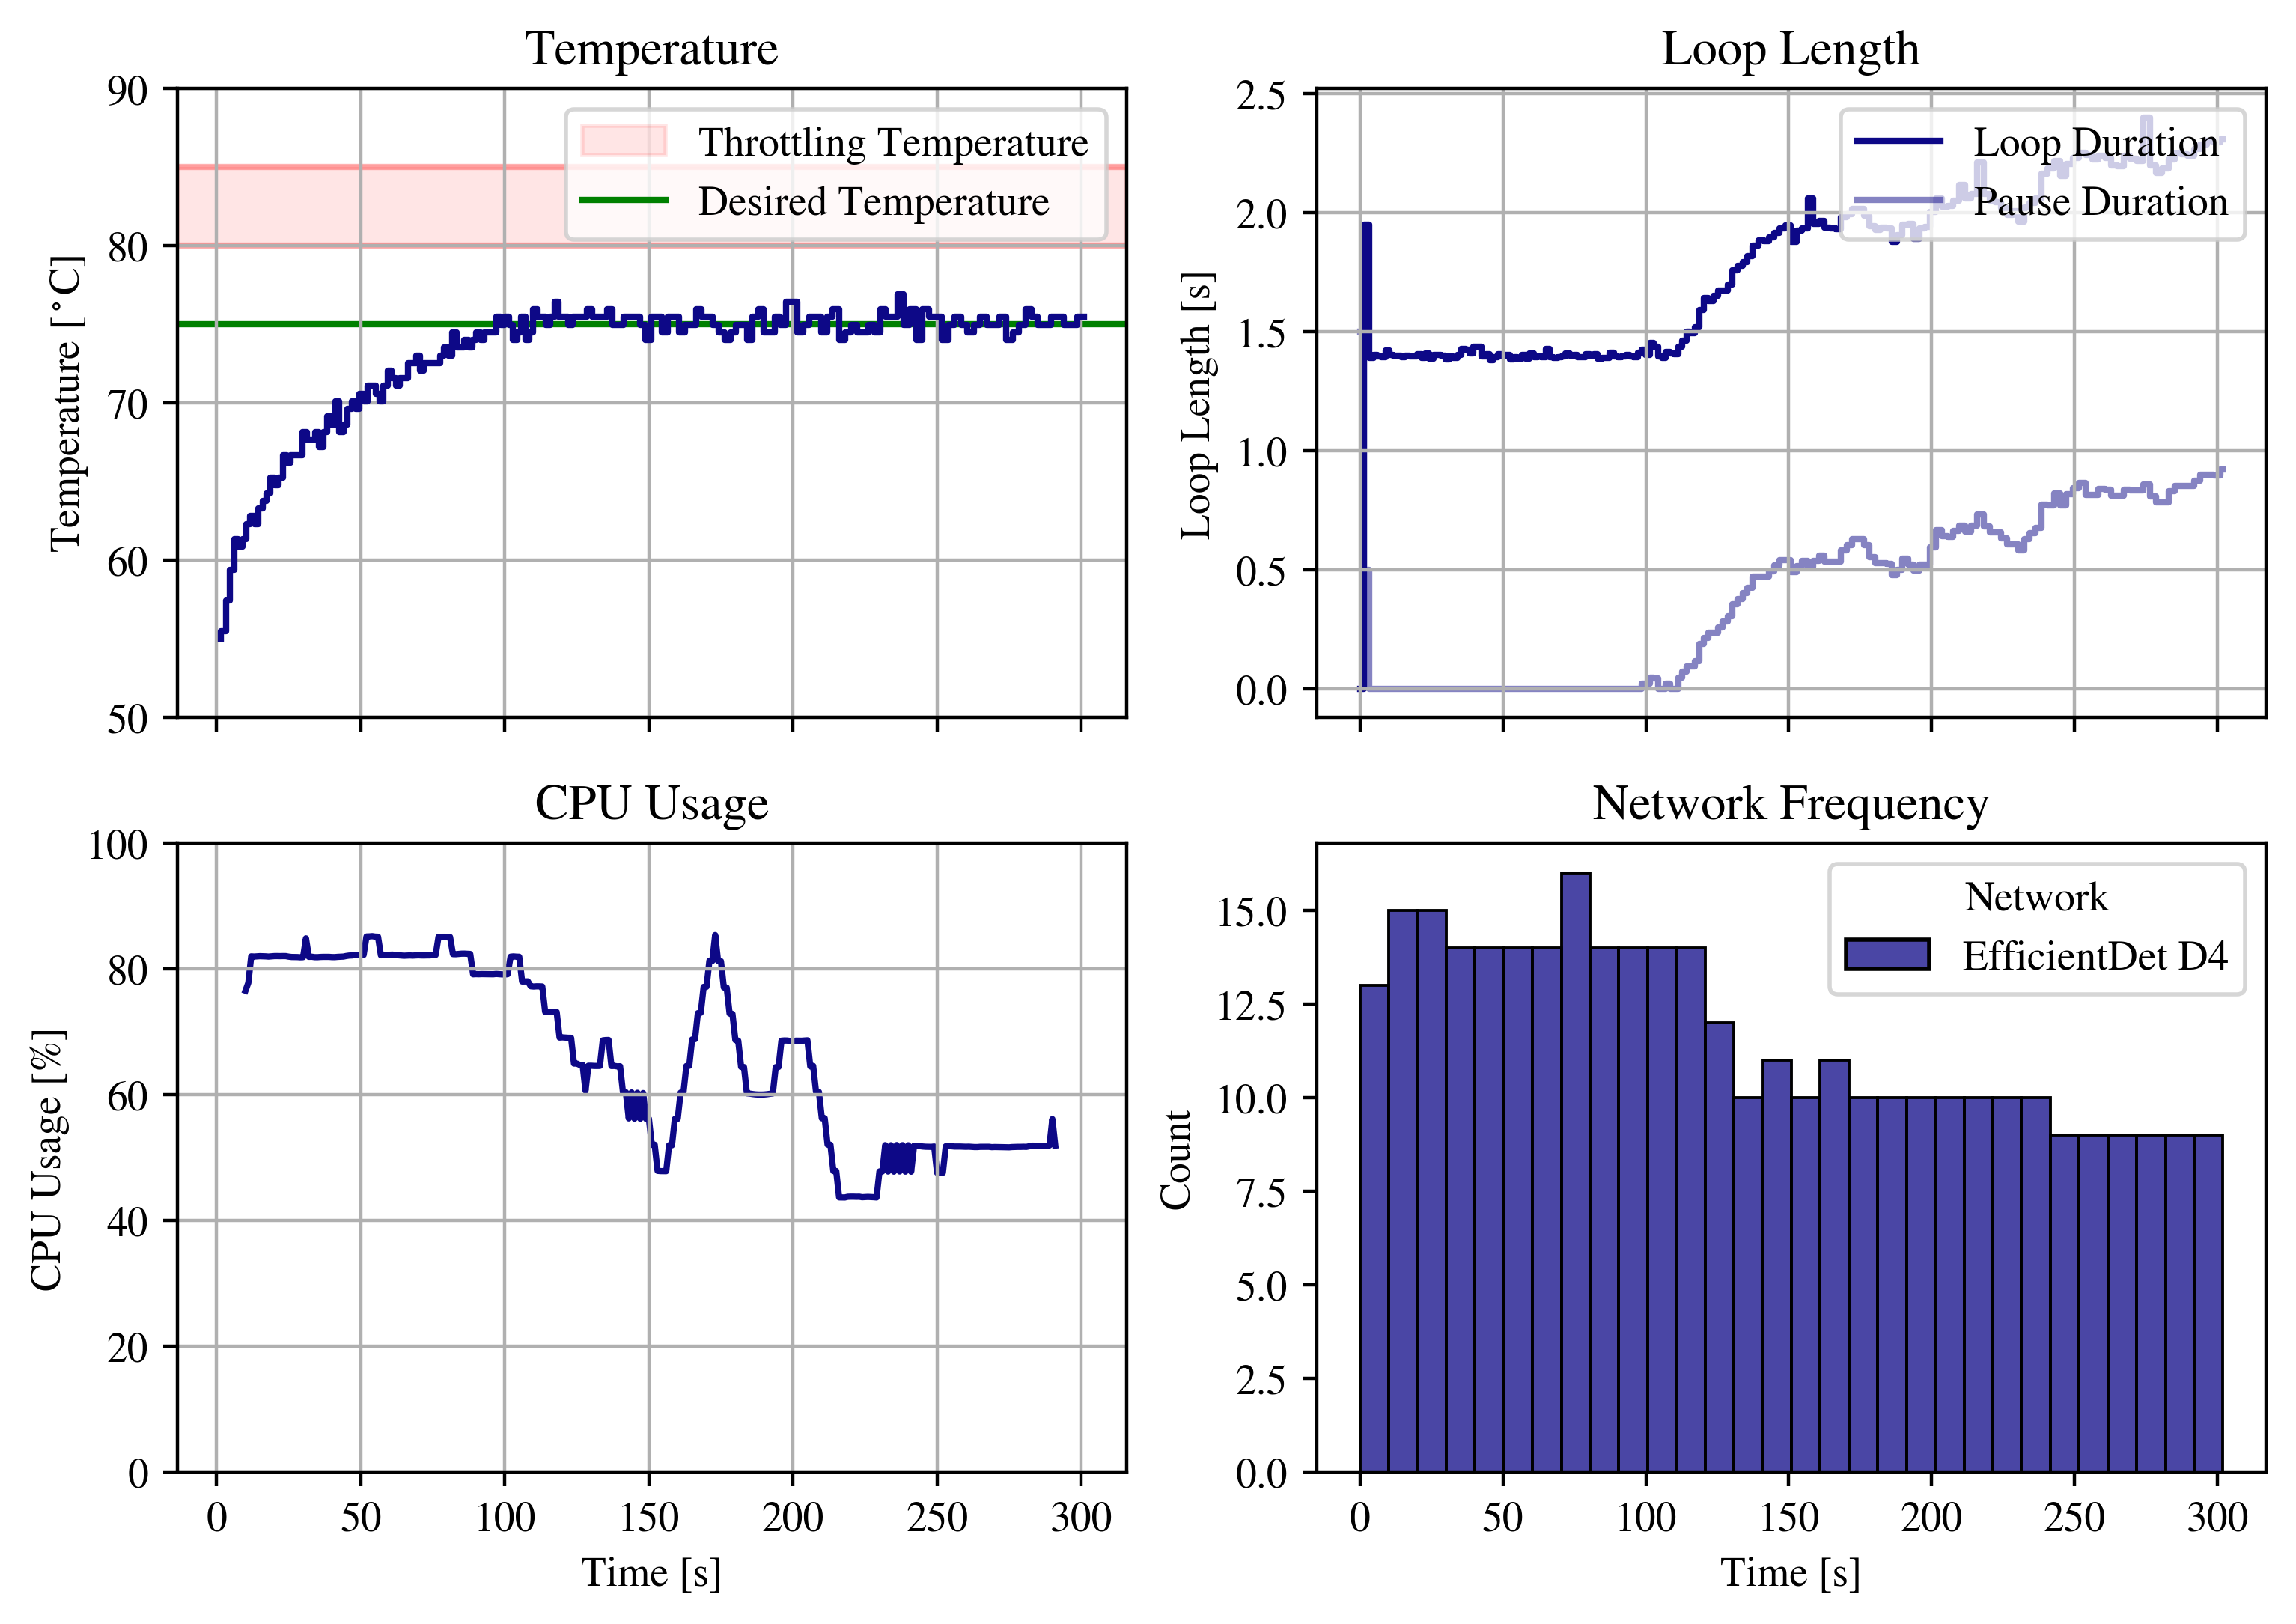 Temperature
90
80
70
60
50
Temperature [°C]
Throttling Temperature
Desired Temperature
Loop Length
2.5
2.0
1.5
1.0
0.5
0.0
Loop Length [s]
Loop Duration
Pause Duration
CPU Usage
100
80
60
40
20
0
CPU Usage [%]
0 50 100 150 200 250 300
Time [s]
Network Frequency
15.0
12.5
10.0
7.5
5.0
2.5
0.0
Count
Network
EfficientDet D4
0 50 100 150 200 250 300
Time [s]